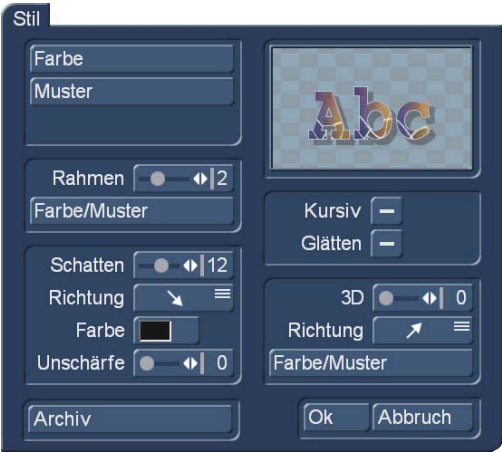 Stil
Farbe
Muster
Abc
Rahmen 2
Farbe/Muster
Kursiv
Glätten
Schatten 12
Richtung
Farbe
Unschärfe 0
3D 0
Richtung
Farbe/Muster
Archiv
Ok Abbruch